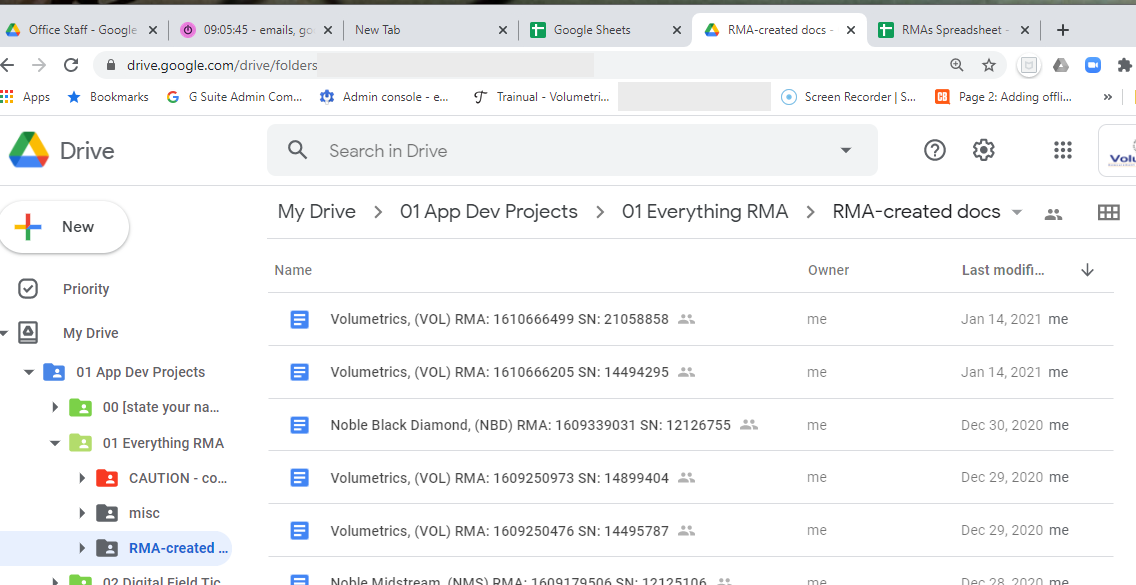 Office Staff - Google
09:05:45 - emails, go
New Tab
Google Sheets
RMA-created docs -
RMAs Spreadsheet -
drive.google.com/drive/folders
Apps
Bookmarks
G Suite Admin Com...
Admin console - e...
Trainual - Volumetri...
Screen Recorder | S...
CB
Page 2: Adding offli...
»
Drive
Search in Drive
Volu
New
My Drive > 01 App Dev Projects > 01 Everything RMA > RMA-created docs
Name Owner Last modifi...
Priority
My Drive
01 App Dev Projects
00 [state your na...
01 Everything RMA
CAUTION - co...
misc
RMA-created ...
02 Digital Field Tic
Volumetrics, (VOL) RMA: 1610666499 SN: 21058858 me Jan 14, 2021 me
Volumetrics, (VOL) RMA: 1610666205 SN: 14494295 me Jan 14, 2021 me
Noble Black Diamond, (NBD) RMA: 1609339031 SN: 12126755 me Dec 30, 2020 me
Volumetrics, (VOL) RMA: 1609250973 SN: 14899404 me Dec 29, 2020 me
Volumetrics, (VOL) RMA: 1609250476 SN: 14495787 me Dec 29, 2020 me
Noble Midstream, (NMS) RMA: 1609179506 SN: 12125106 me Dec 28, 2020 me